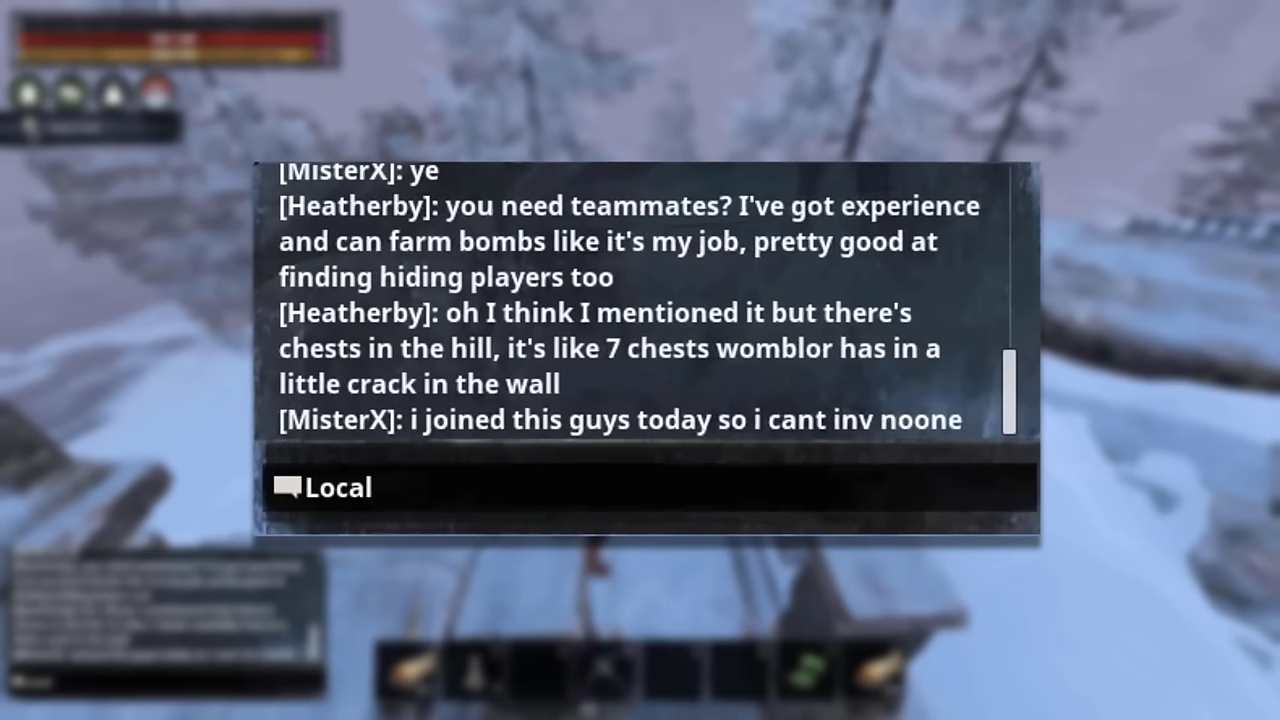 [MisterX]: ye
[Heatherby]: you need teammates? I've got experience
and can farm bombs like it's my job, pretty good at
finding hiding players too
[Heatherby]: oh I think I mentioned it but there's
chests in the hill, it's like 7 chests womblor has in a
little crack in the wall
[MisterX]: i joined this guys today so i cant inv noone
Local